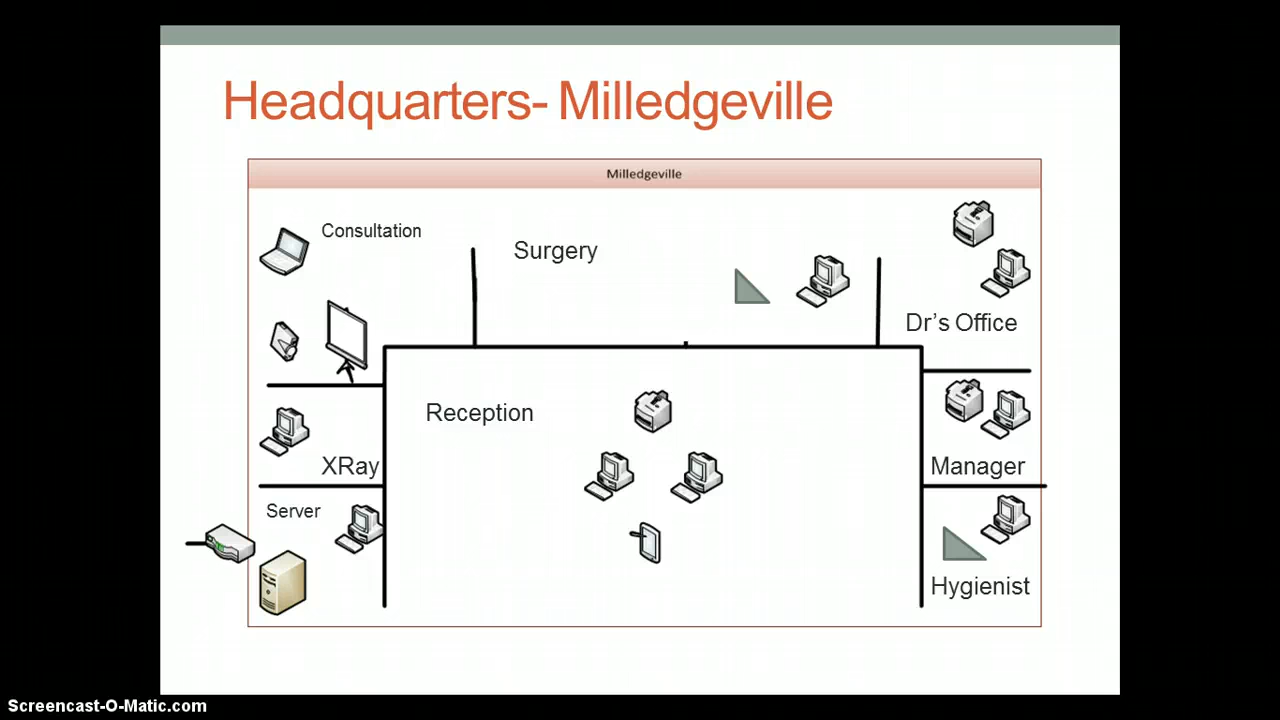 Headquarters- Milledgeville
Milledgeville
Consultation
Surgery
Dr's Office
Reception
XRay
Manager
Server
Hygienist
Screencast-O-Matic.com